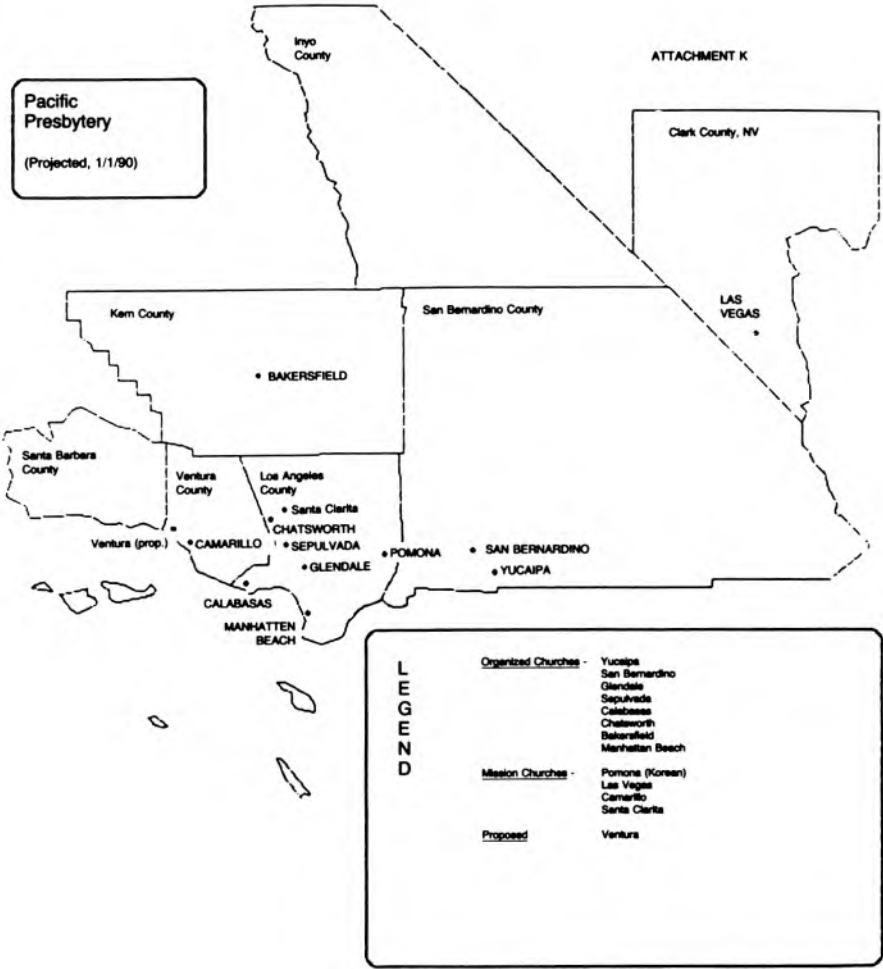 Inyo
County
ATTACHMENT K
Pacific
Presbytery
(Projected, 1/1/90)
Clark County, NV
Kern County
San Bernardino County
LAS
VEGAS
BAKERSFIELD
Santa Barbara
County
Ventura
County
Los Angeles
County
Santa Clarita
CHATSWORTH
Ventura (prop.)
CAMARILLO
SEPULVADA
POMONA
SAN BERNARDINO
GLENDALE
YUCAIPA
CALABASAS
MANHATTEN
BEACH
LEGEND
Organized Churches - Yucaipa
San Bernardino
Glendale
Sepulvada
Calabasas
Chatsworth
Bakersfield
Manhattan Beach
Mission Churches - Pomona (Korean)
Las Vegas
Camarillo
Santa Clarita
Proposed Ventura